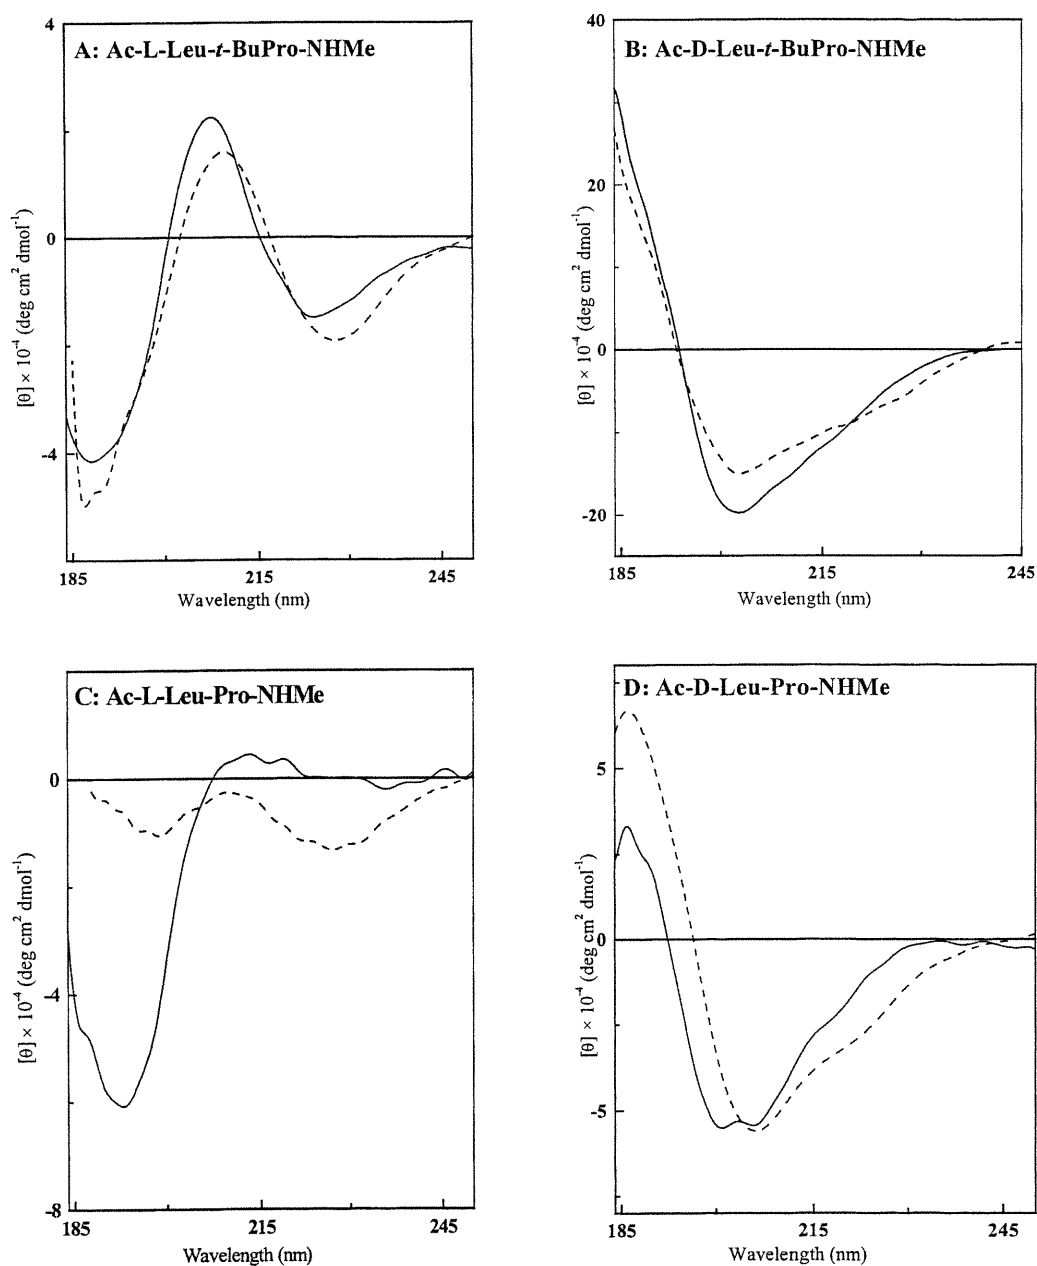 A: Ac-L-Leu-t-BuPro-NHMe
4
0
-4
[θ] × 10⁻⁴ (deg cm² dmol⁻¹)
185 215 245
Wavelength (nm)
B: Ac-D-Leu-t-BuPro-NHMe
40
20
0
-20
[θ] × 10⁻⁴ (deg cm² dmol⁻¹)
185 215 245
Wavelength (nm)
C: Ac-L-Leu-Pro-NHMe
0
-4
-8
[θ] × 10⁻⁴ (deg cm² dmol⁻¹)
185 215 245
Wavelength (nm)
D: Ac-D-Leu-Pro-NHMe
5
0
-5
[θ] × 10⁻⁴ (deg cm² dmol⁻¹)
185 215 245
Wavelength (nm)